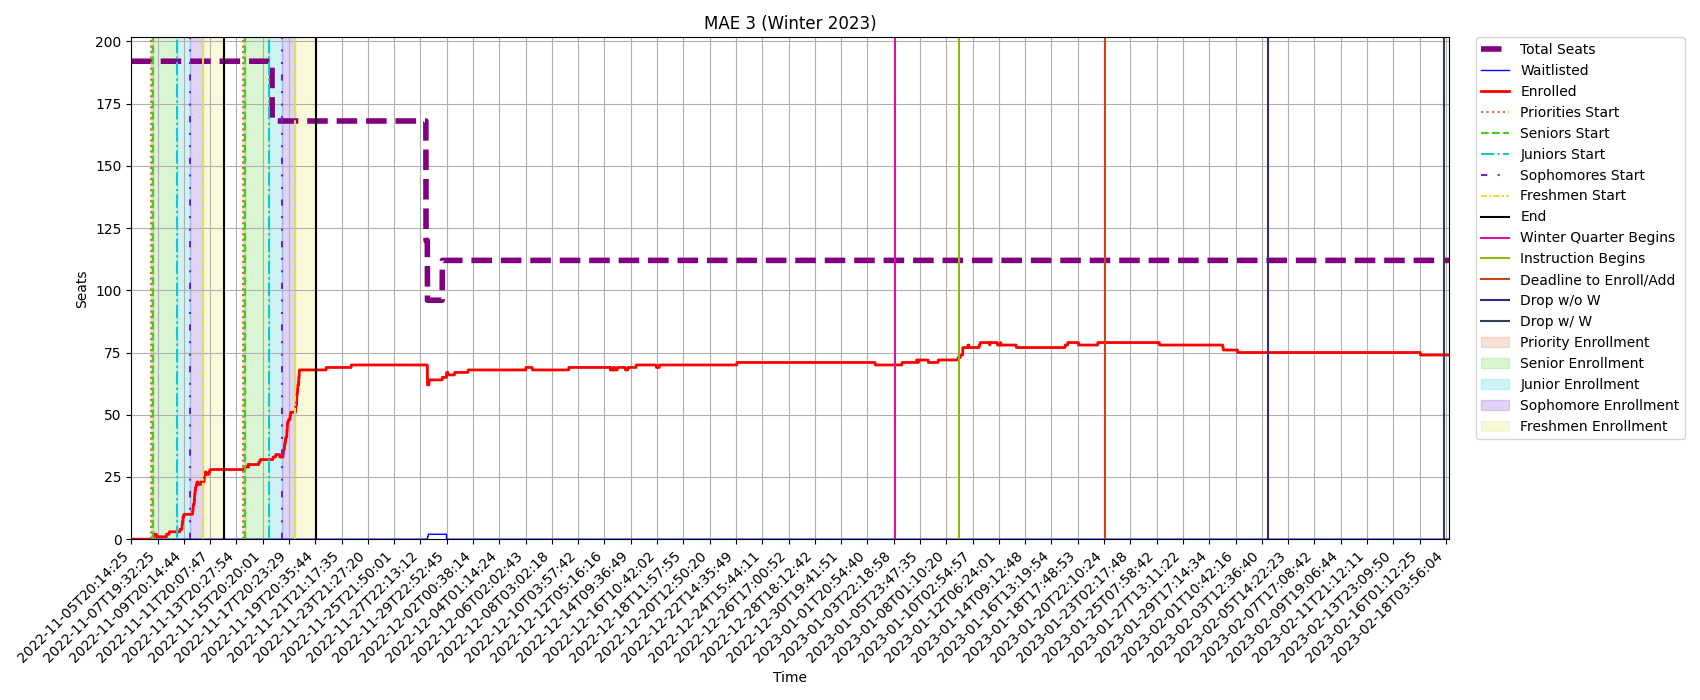 MAE 3 (Winter 2023)
200
175
150
125
100
75
50
25
0
Seats
2022-11-05T20:14:25
2022-11-07T19:32:25
2022-11-09T20:14:44
2022-11-11T20:07:47
2022-11-13T20:27:54
2022-11-15T20:20:01
2022-11-17T20:23:29
2022-11-19T20:35:44
2022-11-21T21:17:35
2022-11-23T21:27:20
2022-11-25T21:50:01
2022-11-27T22:13:12
2022-11-29T22:52:45
2022-12-02T00:38:14
2022-12-04T01:14:24
2022-12-06T02:02:43
2022-12-08T03:02:18
2022-12-10T03:57:42
2022-12-12T05:16:16
2022-12-14T09:36:49
2022-12-16T10:42:02
2022-12-18T11:57:55
2022-12-20T12:50:20
2022-12-22T14:35:49
2022-12-24T15:44:11
2022-12-26T17:00:52
2022-12-28T18:12:42
2022-12-30T19:41:51
2023-01-01T20:54:40
2023-01-03T22:18:58
2023-01-05T23:47:35
2023-01-08T01:10:20
2023-01-10T02:54:57
2023-01-12T06:24:01
2023-01-14T09:12:48
2023-01-16T13:19:54
2023-01-18T17:48:53
2023-01-20T22:10:24
2023-01-23T02:17:48
2023-01-25T07:58:42
2023-01-27T13:11:22
2023-01-29T17:14:34
2023-02-01T10:42:16
2023-02-03T12:36:40
2023-02-05T14:22:23
2023-02-07T17:08:42
2023-02-09T19:06:44
2023-02-11T21:12:11
2023-02-13T23:09:50
2023-02-16T01:12:25
2023-02-18T03:56:04
Time
Total Seats
Waitlisted
Enrolled
Priorities Start
Seniors Start
Juniors Start
Sophomores Start
Freshmen Start
End
Winter Quarter Begins
Instruction Begins
Deadline to Enroll/Add
Drop w/o W
Drop w/ W
Priority Enrollment
Senior Enrollment
Junior Enrollment
Sophomore Enrollment
Freshmen Enrollment